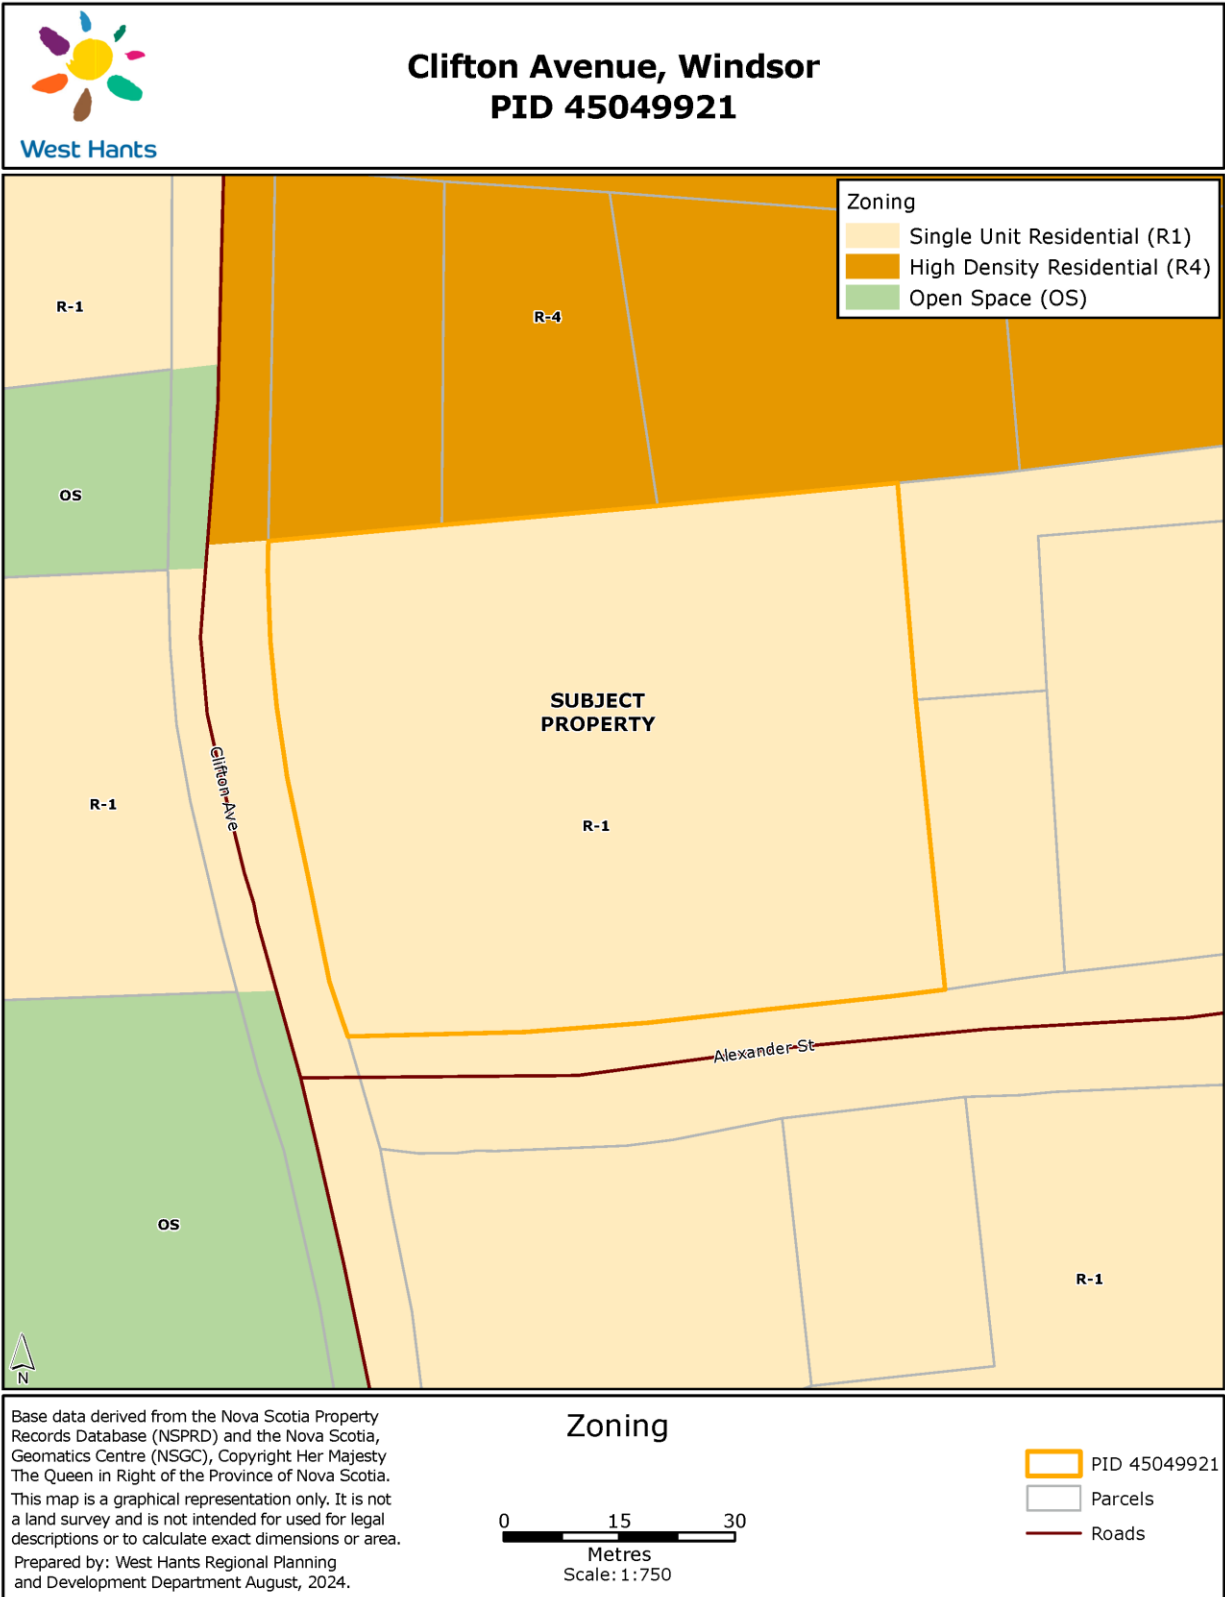 West Hants
Clifton Avenue, Windsor
PID 45049921
Zoning
Single Unit Residential (R1)
High Density Residential (R4)
Open Space (OS)
R-1
R-4
OS
SUBJECT
PROPERTY
R-1
R-1
Clifton Ave
Alexander St
OS
R-1
N
Base data derived from the Nova Scotia Property
Records Database (NSPRD) and the Nova Scotia,
Geomatics Centre (NSGC), Copyright Her Majesty
The Queen in Right of the Province of Nova Scotia.
This map is a graphical representation only. It is not
a land survey and is not intended for used for legal
descriptions or to calculate exact dimensions or area.
Prepared by: West Hants Regional Planning
and Development Department August, 2024.
Zoning
0 15 30
Metres
Scale: 1:750
PID 45049921
Parcels
Roads